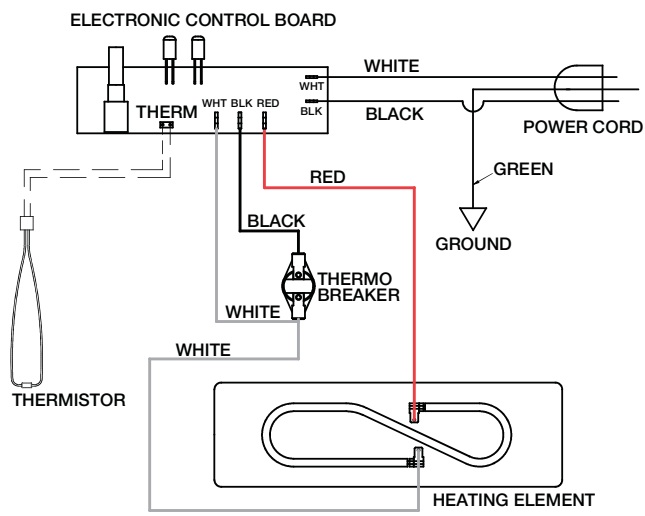 ELECTRONIC CONTROL BOARD
WHITE
WHT
THERM
WHT BLK RED
BLK
BLACK
POWER CORD
GREEN
RED
BLACK
GROUND
THERMO
BREAKER
WHITE
WHITE
THERMISTOR
HEATING ELEMENT